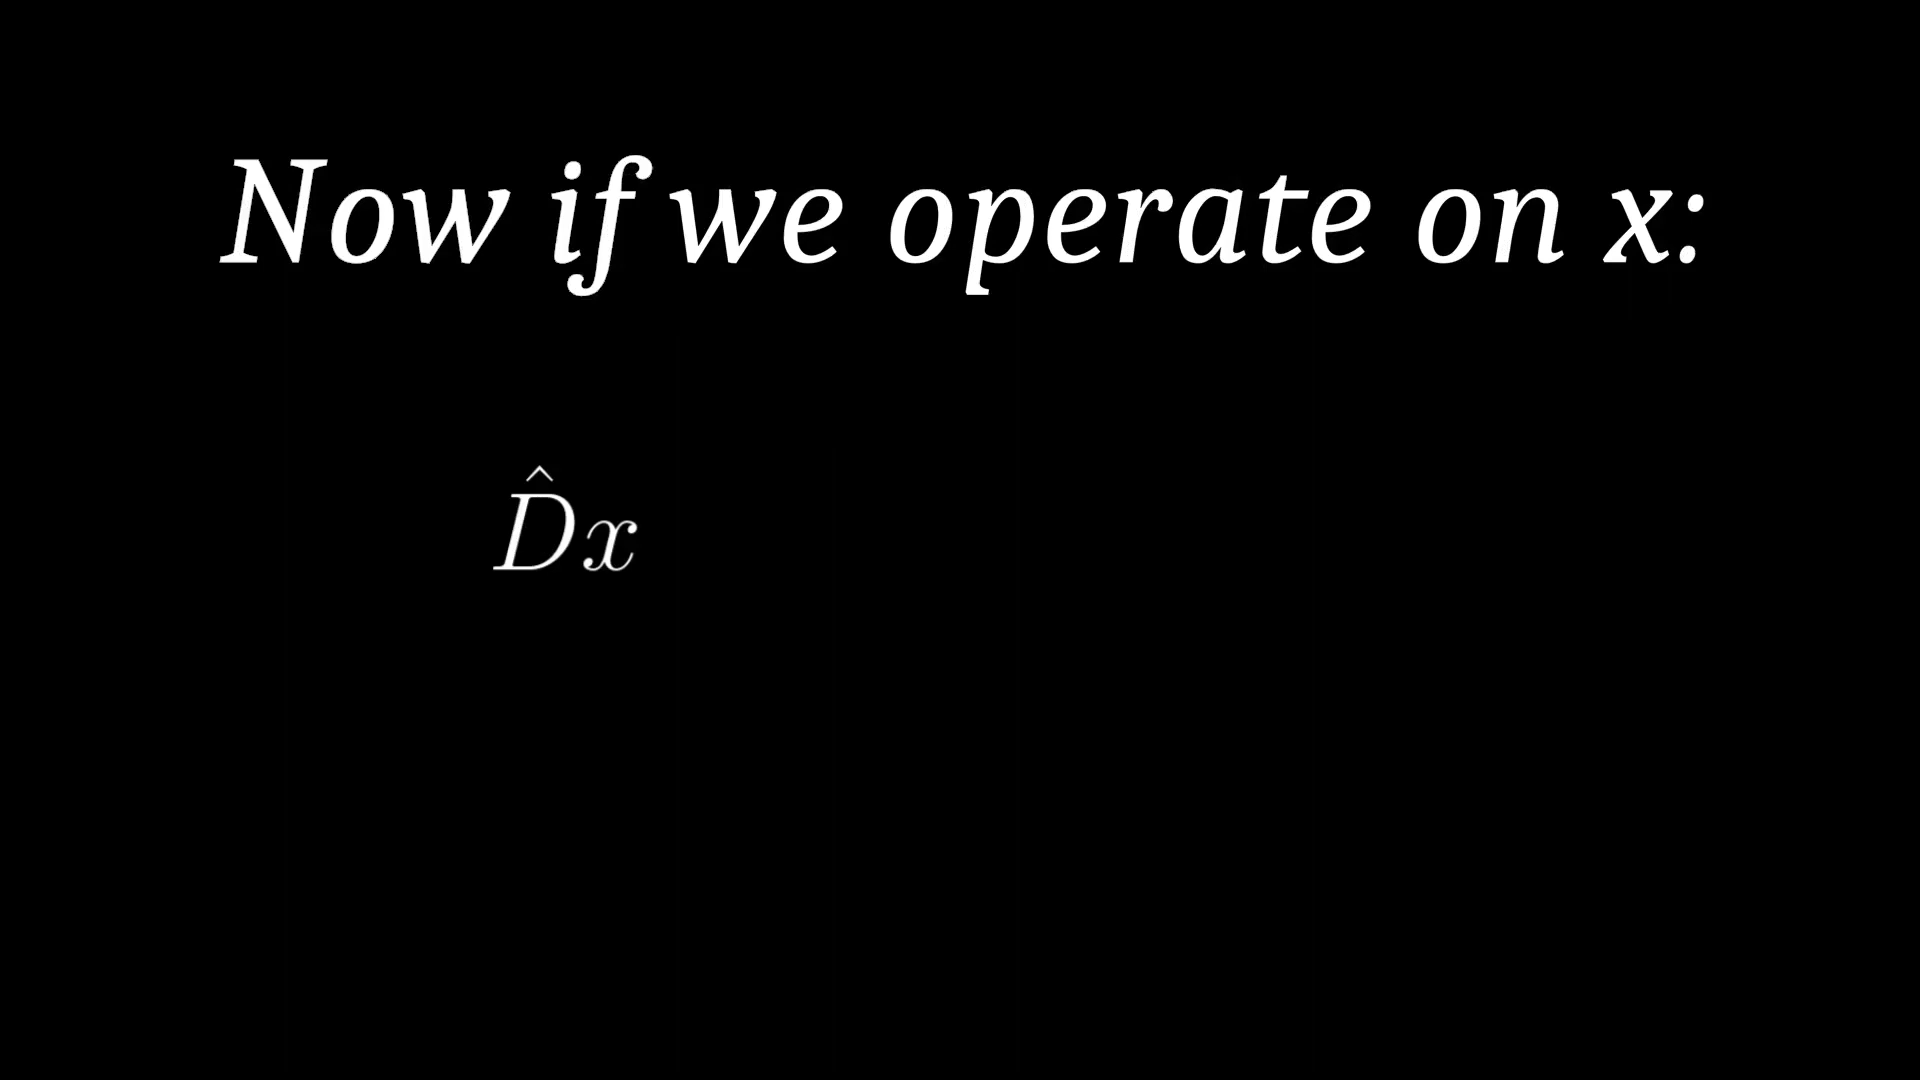 Now if we operate on x:
D̂x